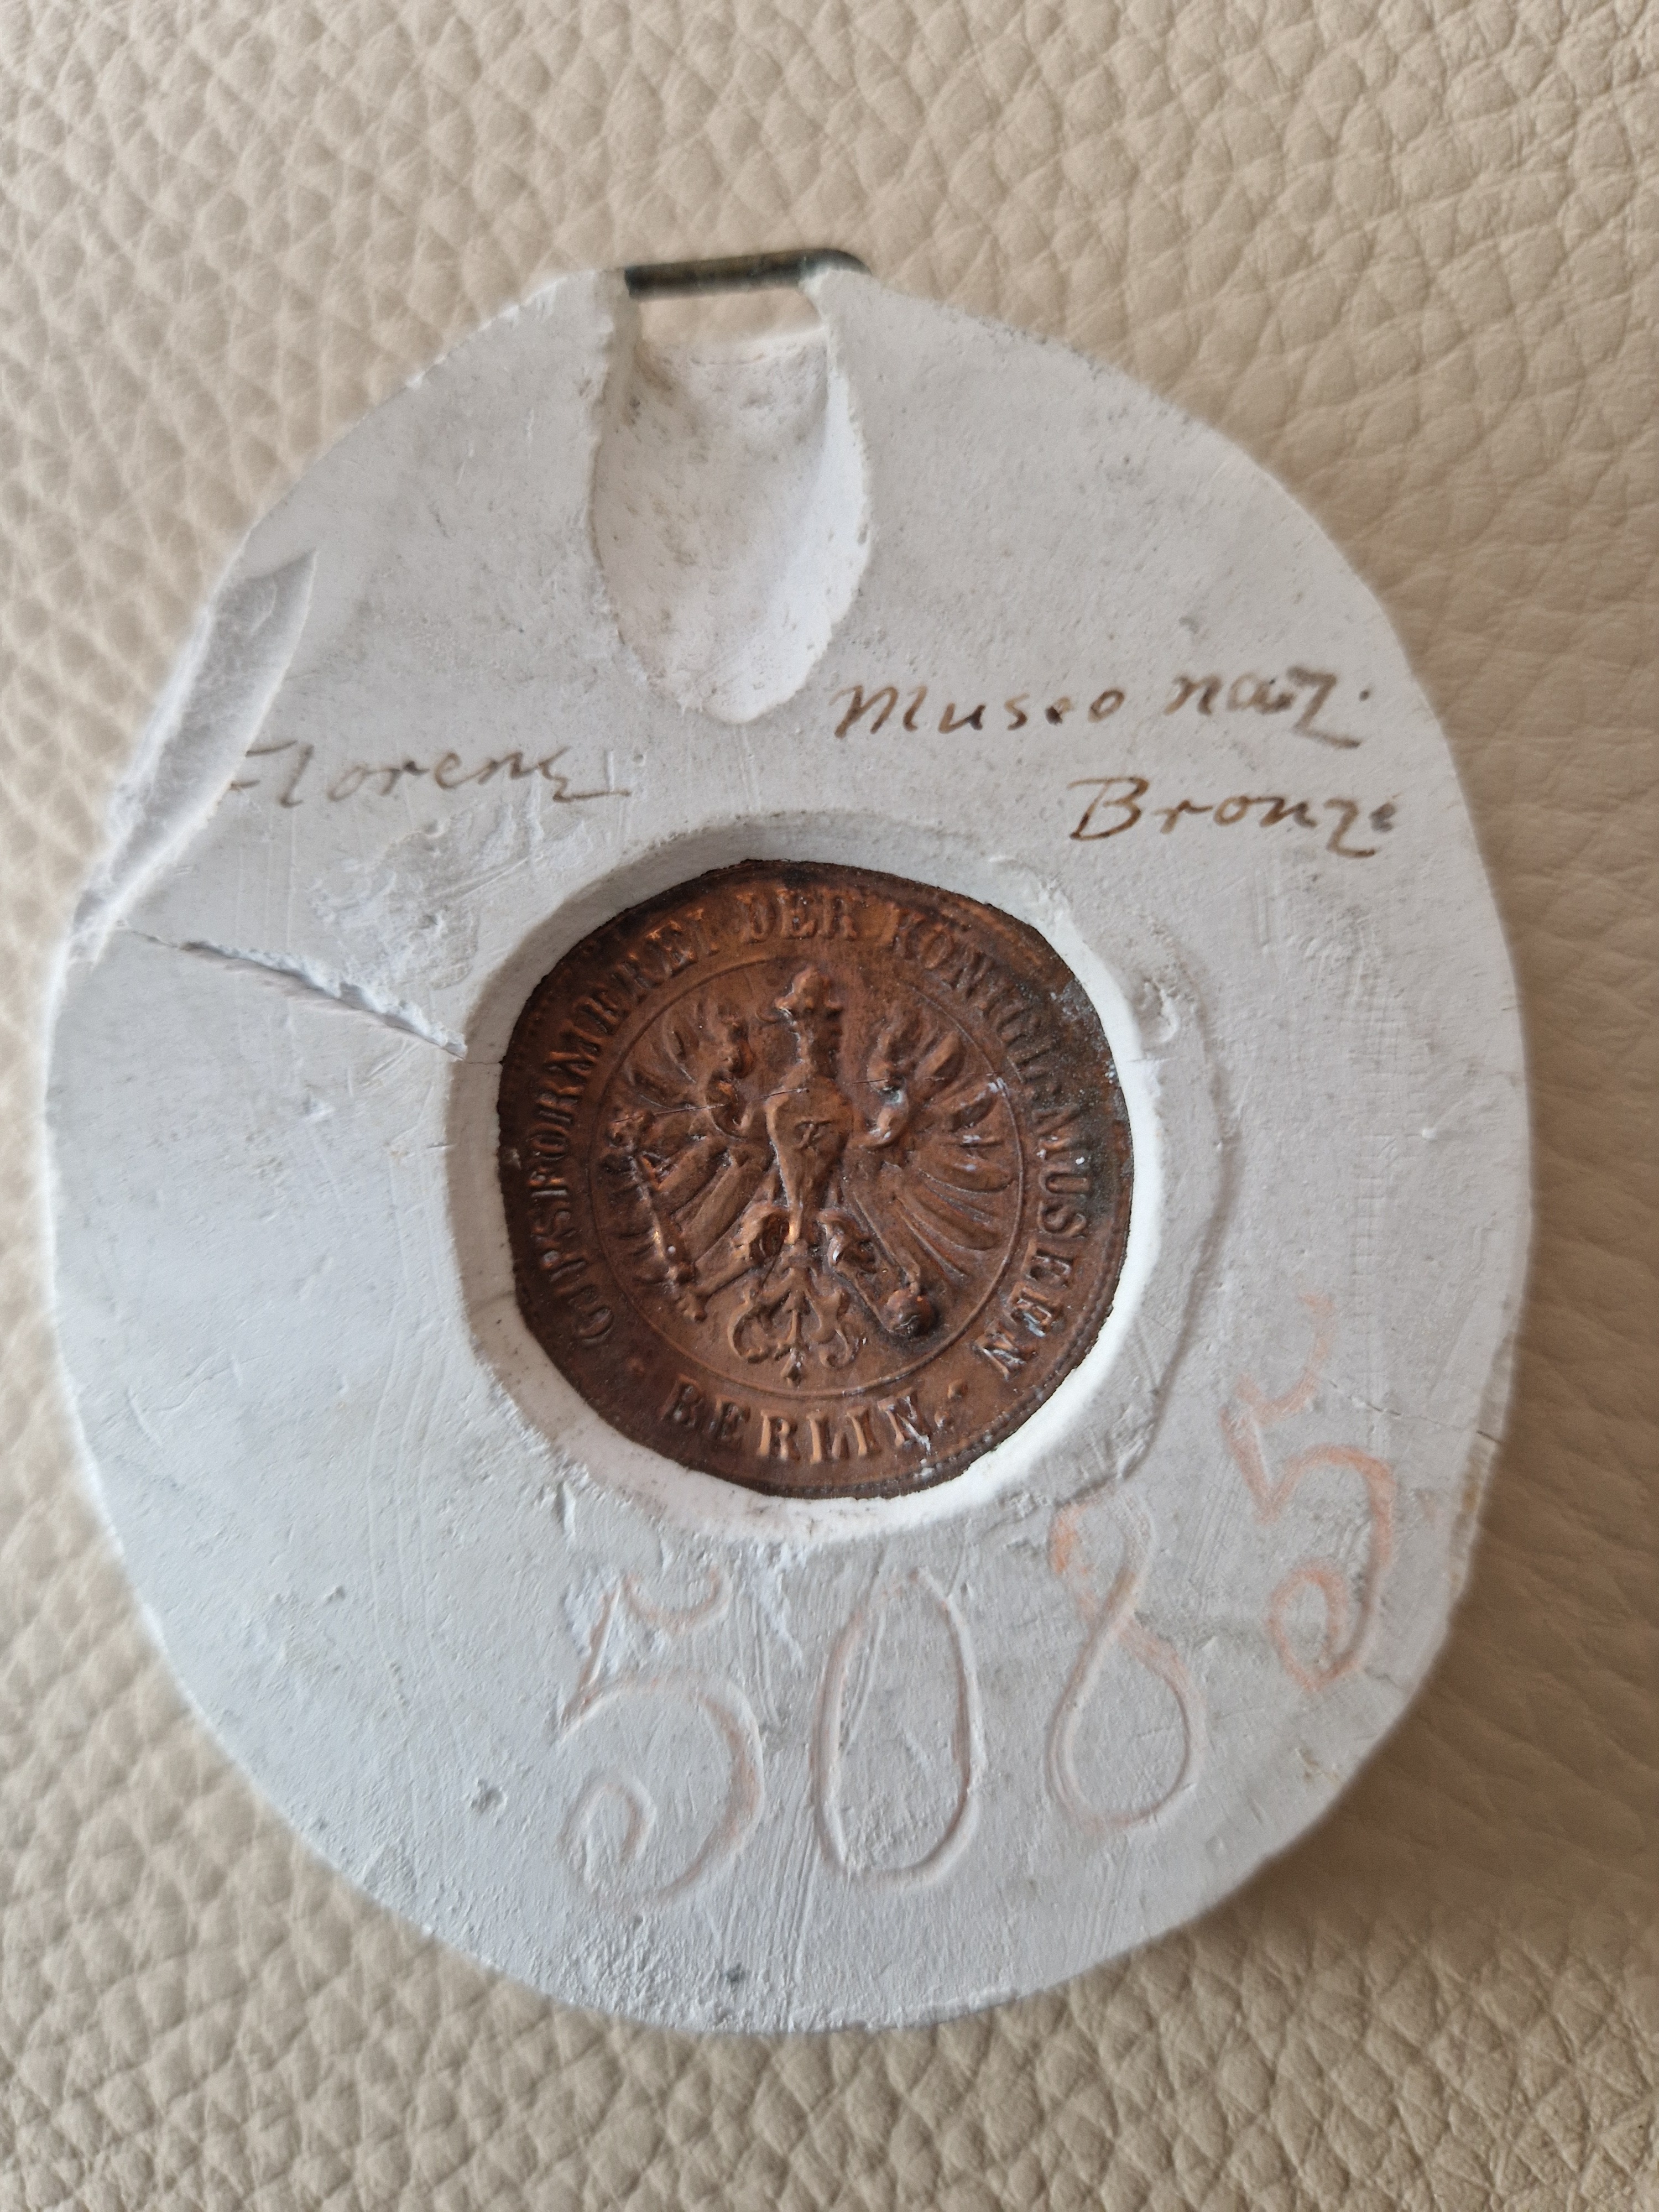 Museo naz.
Florenz
Bronze
GIPSFORMEREI DER KÖNIGL. MUSEEN
· BERLIN. ·
5085